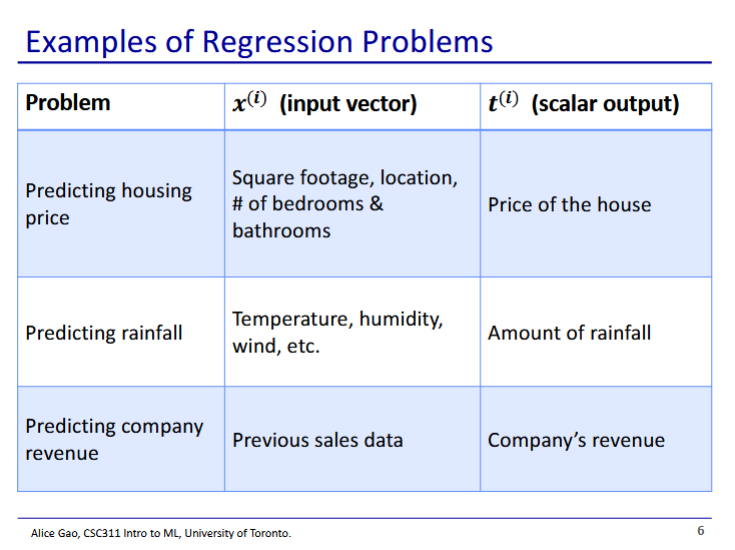 Examples of Regression Problems
Problem
x⁽ⁱ⁾ (input vector)
t⁽ⁱ⁾ (scalar output)
Predicting housing
price
Square footage, location,
# of bedrooms &
bathrooms
Price of the house
Predicting rainfall
Temperature, humidity,
wind, etc.
Amount of rainfall
Predicting company
revenue
Previous sales data
Company’s revenue
Alice Gao, CSC311 Intro to ML, University of Toronto.
6